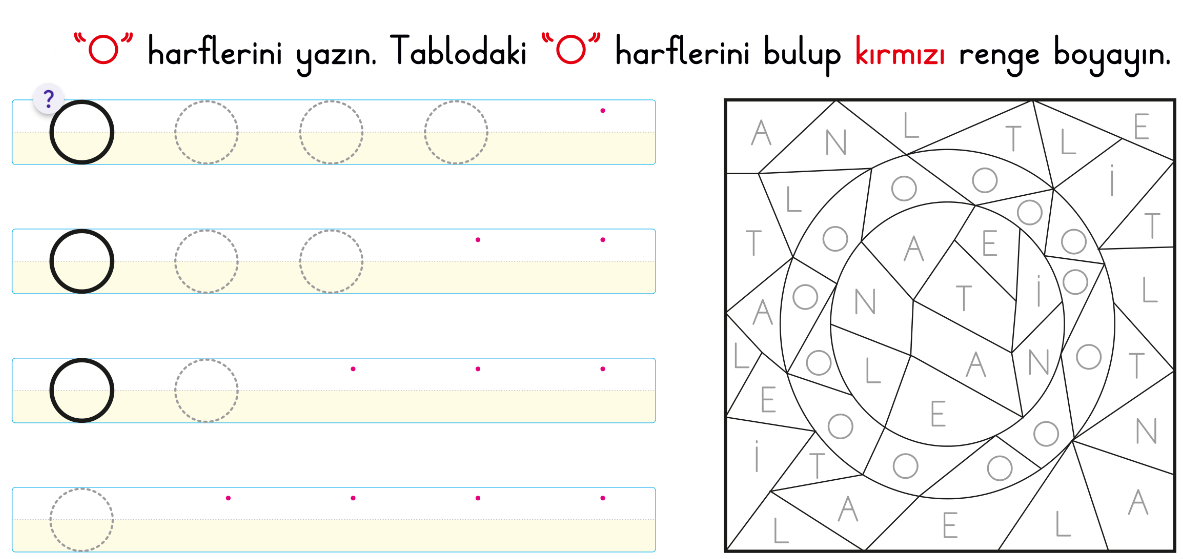 “O” harflerini yazın. Tablodaki “O” harflerini bulup kırmızı renge boyayın.
?
O O O O
O O O
O O
O
A N L T L E
L O O O İ T
T O A E O
A O N T İ O L
L O L A N O T
E O E O N
İ T O O A
L A E L